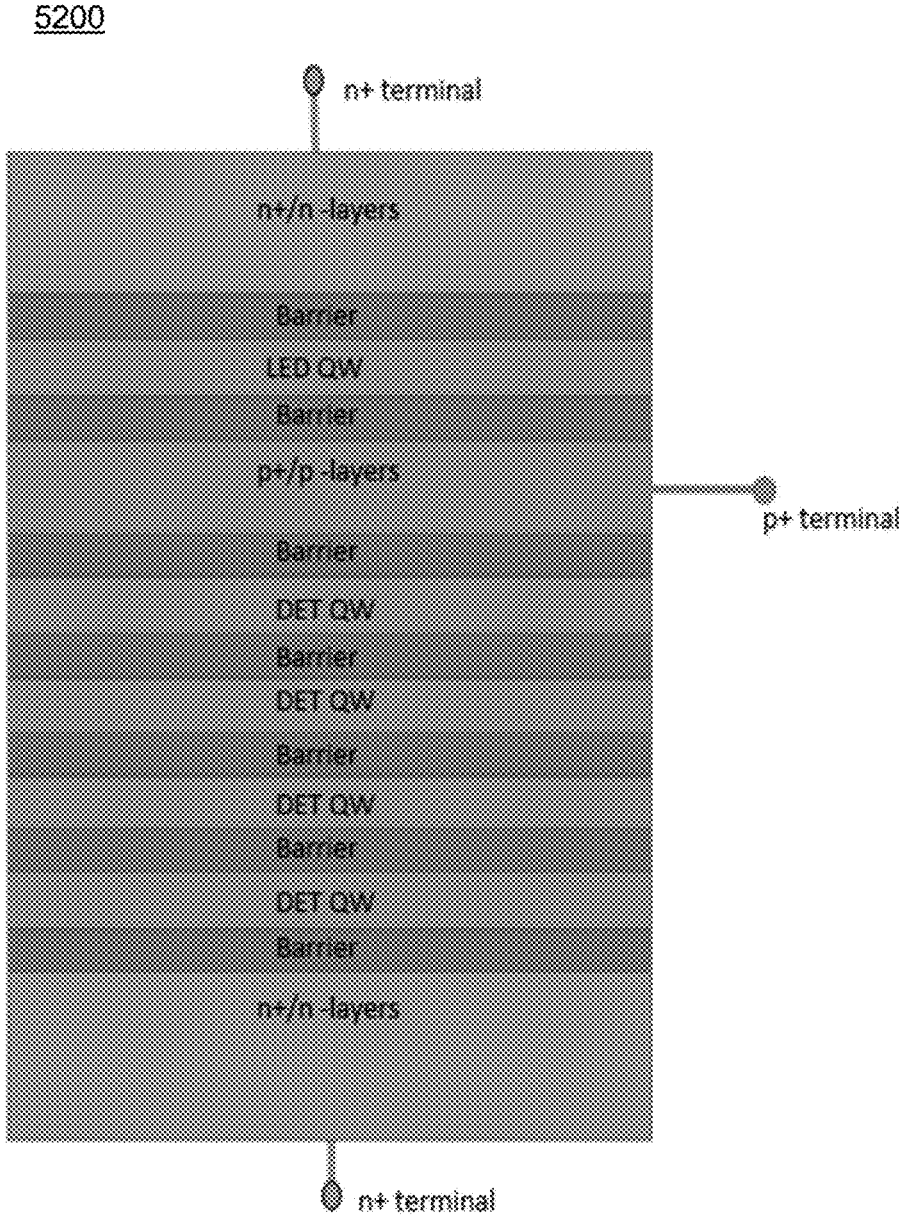 5200
n+ terminal
n+/n -layers
Barrier
LED QW
Barrier
p+/p -layers
p+ terminal
Barrier
DET QW
Barrier
DET QW
Barrier
DET QW
Barrier
DET QW
Barrier
n+/n -layers
n+ terminal